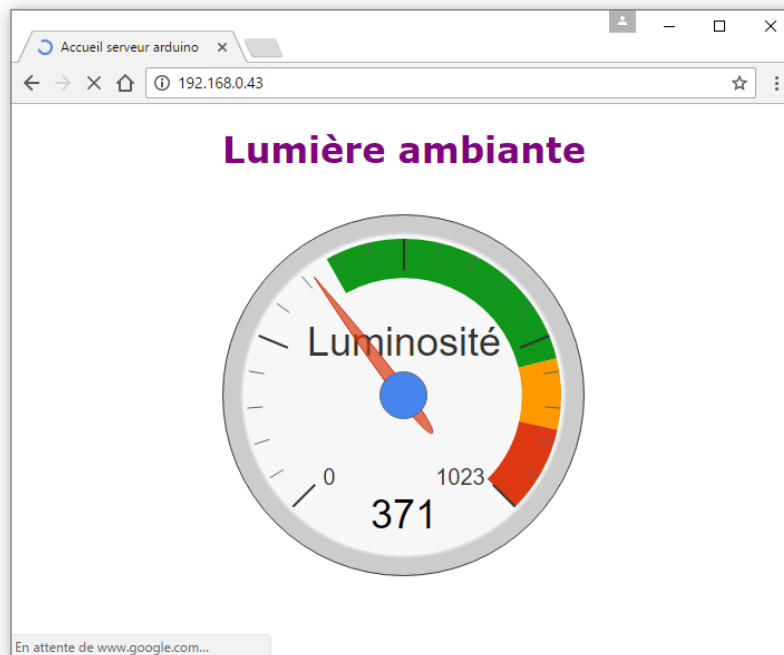 Accueil serveur arduino
192.168.0.43
Lumière ambiante
Luminosité
0
1023
371
En attente de www.google.com...